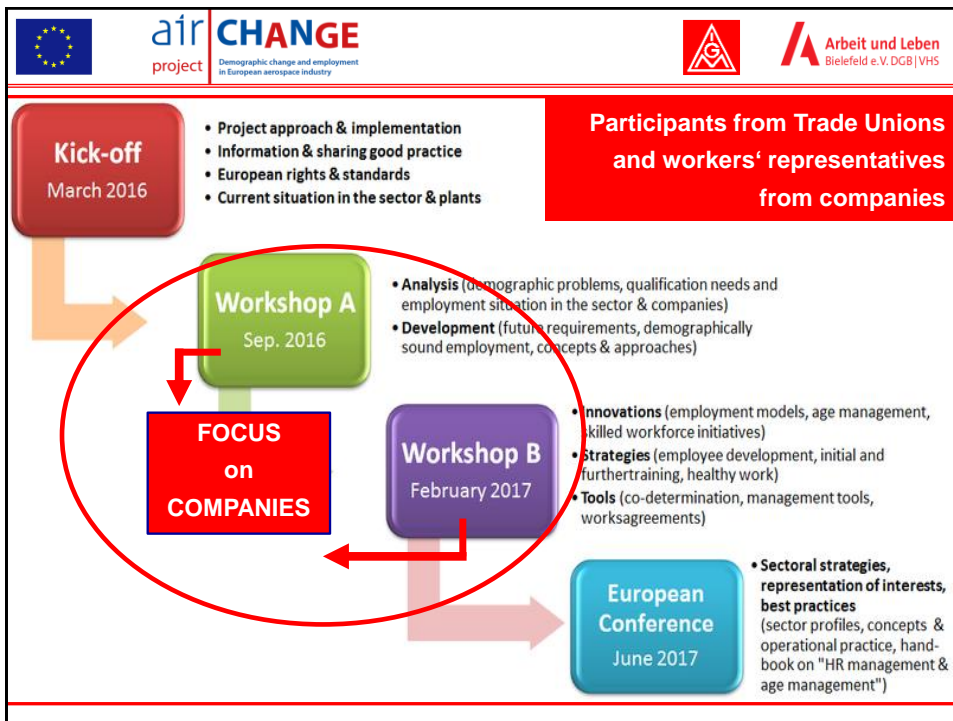 air CHANGE
project
Demographic change and employment
in European aerospace industry
IGM
Arbeit und Leben
Bielefeld e.V. DGB|VHS
Kick-off
March 2016
• Project approach & implementation
• Information & sharing good practice
• European rights & standards
• Current situation in the sector & plants
Participants from Trade Unions
and workers‘ representatives
from companies
Workshop A
Sep. 2016
• Analysis (demographic problems, qualification needs and
employment situation in the sector & companies)
• Development (future requirements, demographically
sound employment, concepts & approaches)
FOCUS
on
COMPANIES
Workshop B
February 2017
• Innovations (employment models, age management,
skilled workforce initiatives)
• Strategies (employee development, initial and
furthertraining, healthy work)
• Tools (co-determination, management tools,
worksagreements)
European
Conference
June 2017
• Sectoral strategies,
representation of interests,
best practices
(sector profiles, concepts &
operational practice, hand-
book on "HR management &
age management")